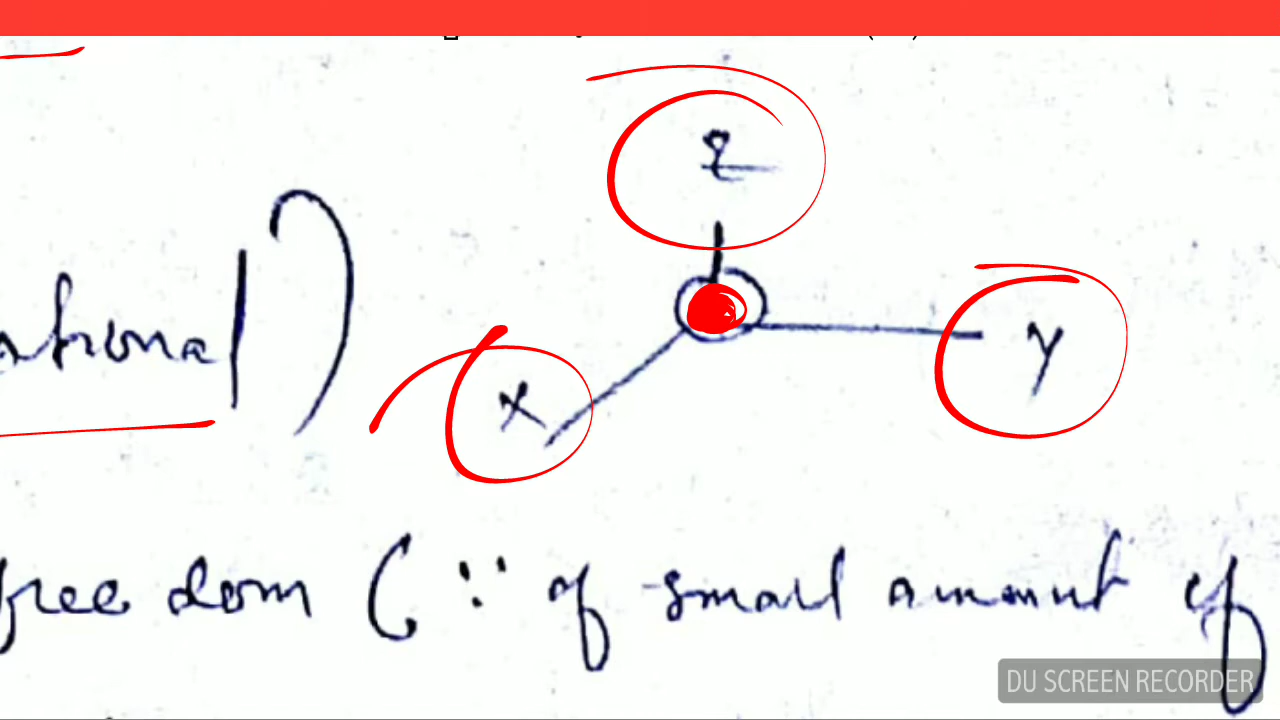 z
ational)
x
y
freedom (∵ of small amount of
DU SCREEN RECORDER